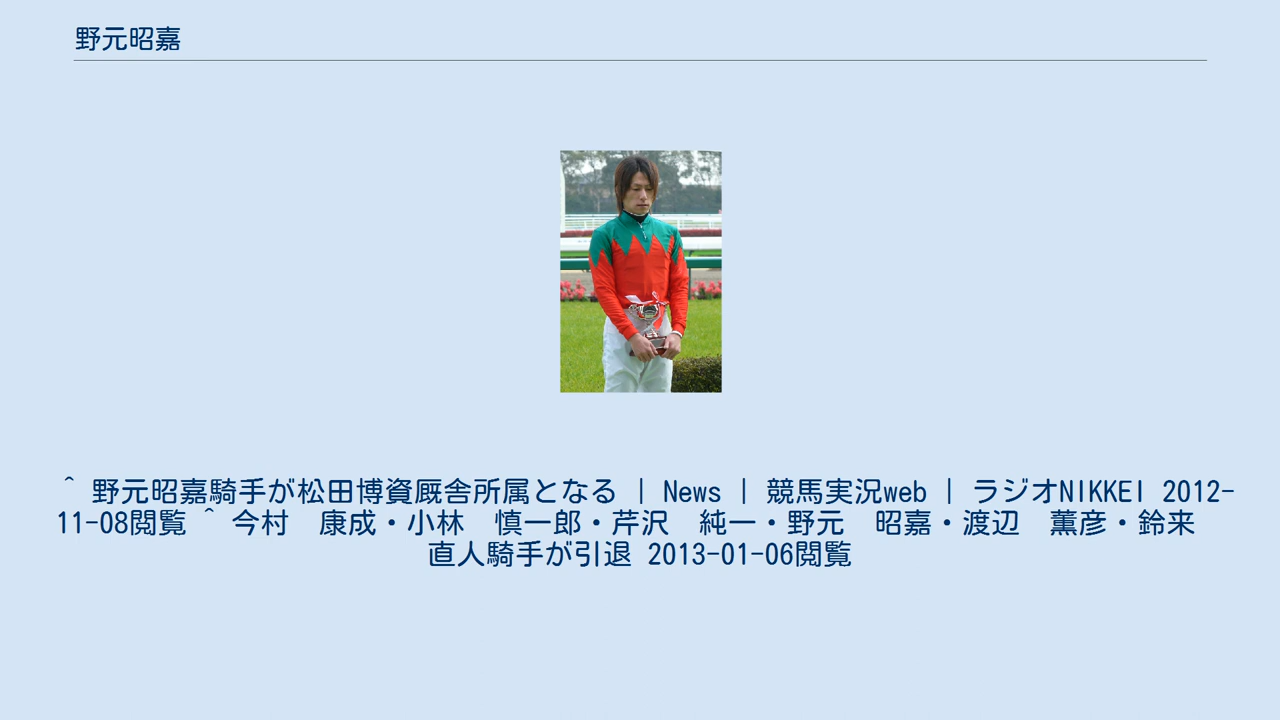 野元昭嘉
^ 野元昭嘉騎手が松田博資厩舎所属となる | News | 競馬実況web | ラジオNIKKEI 2012-
11-08閲覧 ^ 今村　康成・小林　慎一郎・芹沢　純一・野元　昭嘉・渡辺　薫彦・鈴来
直人騎手が引退 2013-01-06閲覧